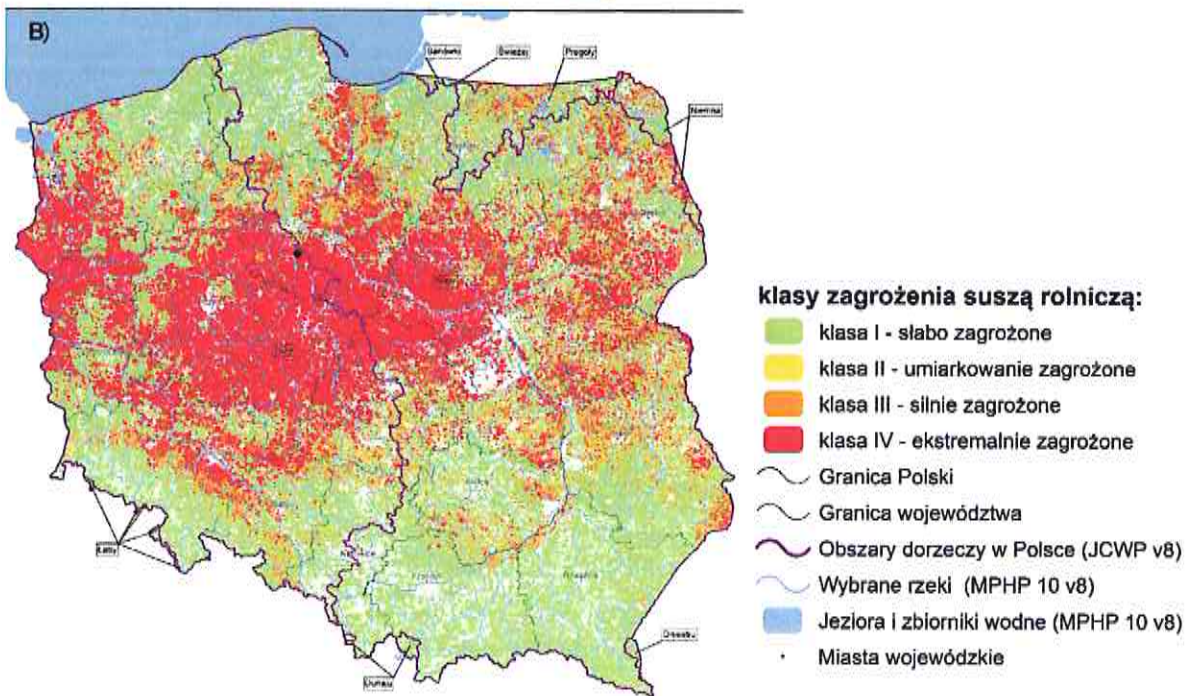 B)
Świeżej
Pregoły
Niemna
Łaby
Dunaju
Dniestru
klasy zagrożenia suszą rolniczą:
klasa I - słabo zagrożone
klasa II - umiarkowanie zagrożone
klasa III - silnie zagrożone
klasa IV - ekstremalnie zagrożone
Granica Polski
Granica województwa
Obszary dorzeczy w Polsce (JCWP v8)
Wybrane rzeki (MPHP 10 v8)
Jeziora i zbiorniki wodne (MPHP 10 v8)
Miasta wojewódzkie